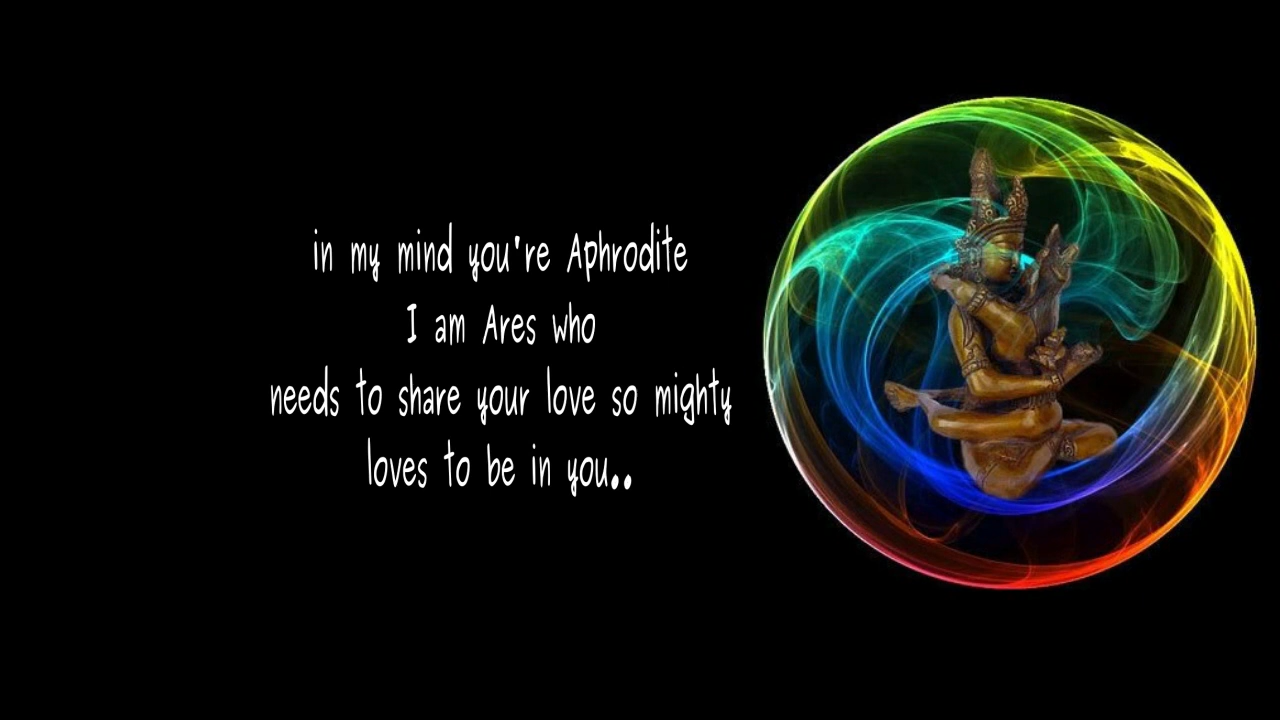 in my mind you're Aphrodite
I am Ares who
needs to share your love so mighty
loves to be in you..